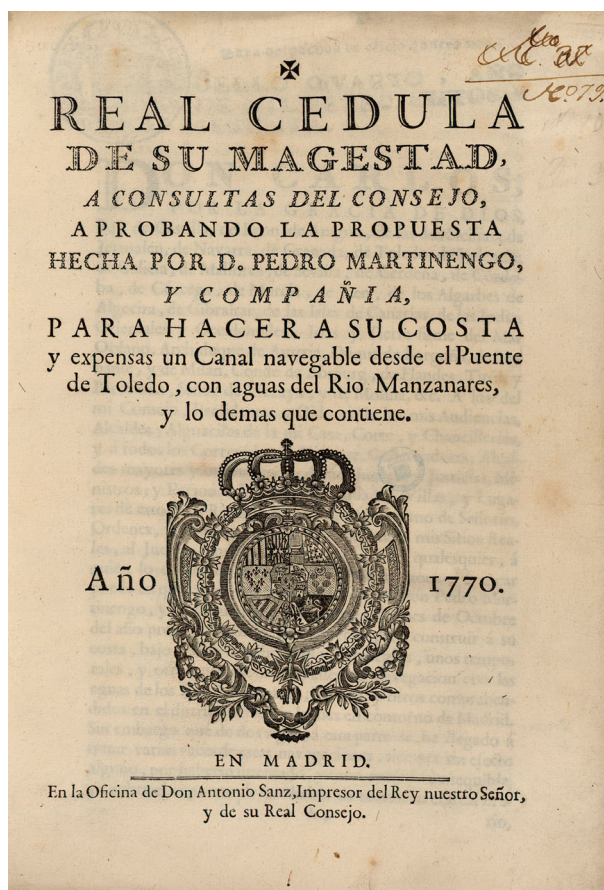 REAL CEDULA
DE SU MAGESTAD,
A CONSULTAS DEL CONSEJO,
APROBANDO LA PROPUESTA
HECHA POR D. PEDRO MARTINENGO,
Y COMPAÑIA,
PARA HACER A SU COSTA
y expensas un Canal navegable desde el Puente
de Toledo, con aguas del Rio Manzanares,
y lo demas que contiene.
Año 1770.
EN MADRID.
En la Oficina de Don Antonio Sanz, Impresor del Rey nuestro Señor,
y de su Real Consejo.